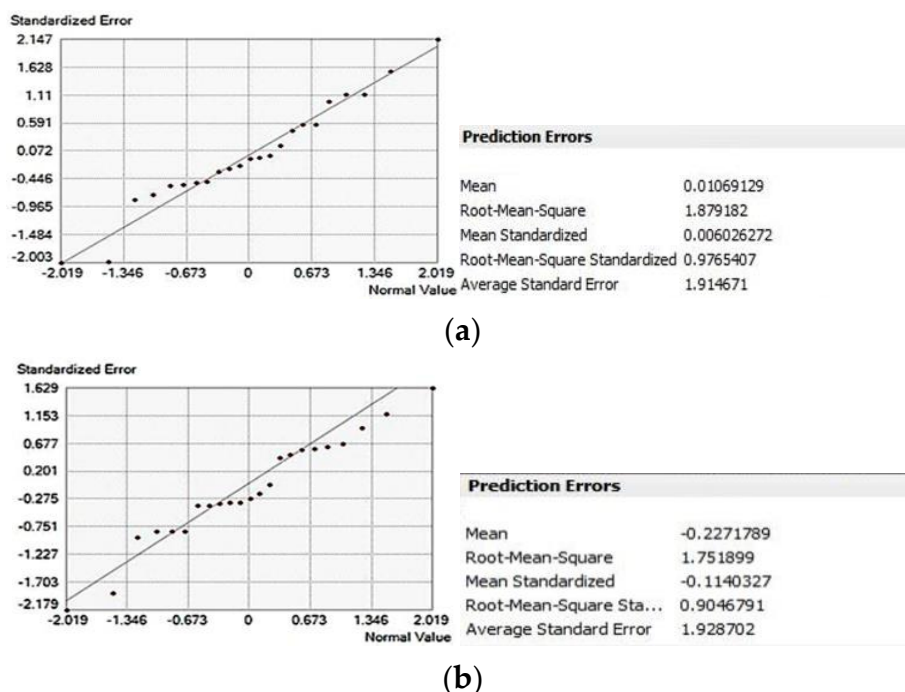 Standardized Error
2.147
1.628
1.11
0.591
0.072
-0.446
-0.965
-1.484
-2.003
-2.019 -1.346 -0.673 0 0.673 1.346 2.019
Normal Value
Prediction Errors
Mean 0.01069129
Root-Mean-Square 1.879182
Mean Standardized 0.006026272
Root-Mean-Square Standardized 0.9765407
Average Standard Error 1.914671
(a)
Standardized Error
1.629
1.153
0.677
0.201
-0.275
-0.751
-1.227
-1.703
-2.179
-2.019 -1.346 -0.673 0 0.673 1.346 2.019
Normal Value
Prediction Errors
Mean -0.2271789
Root-Mean-Square 1.751899
Mean Standardized -0.1140327
Root-Mean-Square Sta... 0.9046791
Average Standard Error 1.928702
(b)